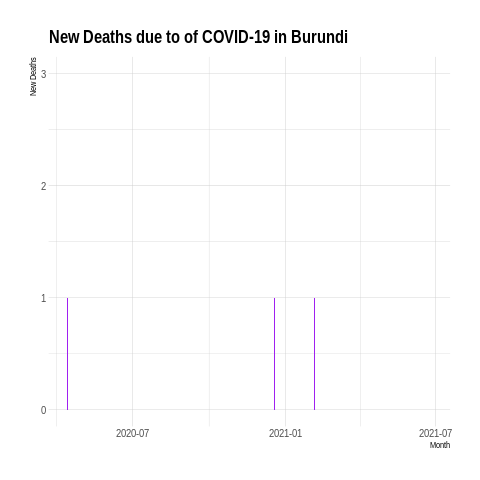 New Deaths due to of COVID-19 in Burundi
New Deaths
3
2
1
0
2020-07
2021-01
2021-07
Month